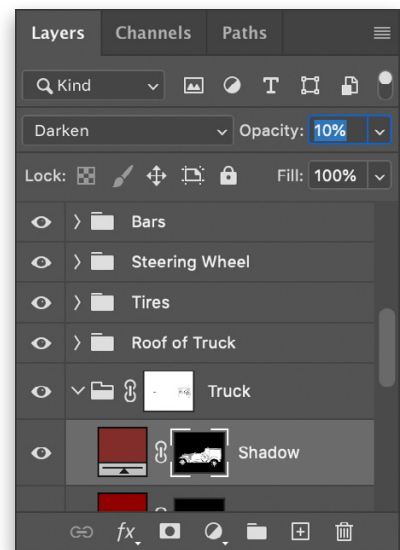 Layers Channels Paths
Kind T
Darken Opacity: 10%
Lock: Fill: 100%
Bars
Steering Wheel
Tires
Roof of Truck
Truck
Shadow
fx